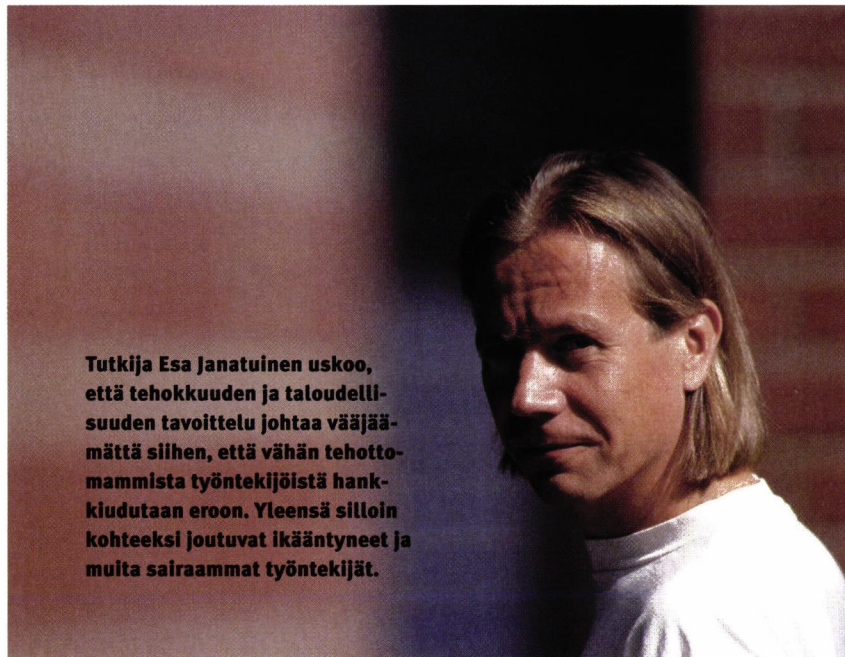 Tutkija Esa Janatuinen uskoo,
että tehokkuuden ja taloudelli-
suuden tavoittelu johtaa vääjää-
mättä siihen, että vähän tehotto-
mammista työntekijöistä hank-
kiudutaan eroon. Yleensä silloin
kohteeksi joutuvat ikääntyneet ja
muita sairaammat työntekijät.